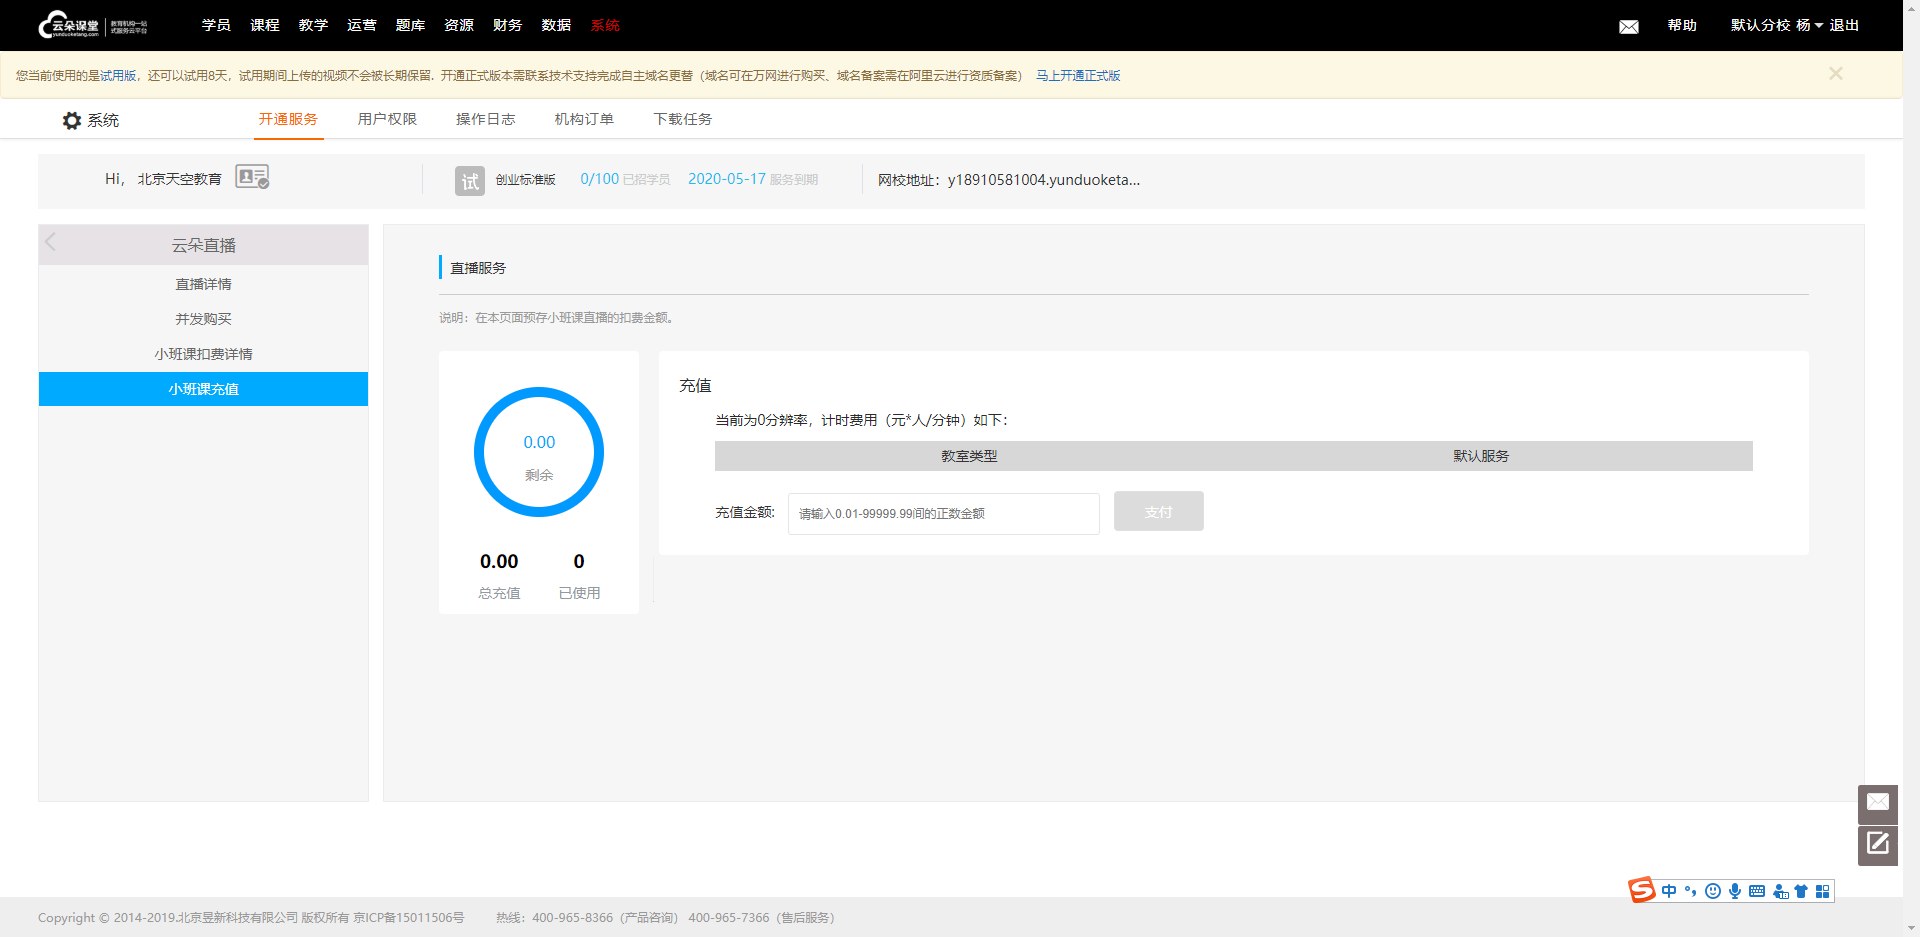 云朵课堂 教育机构一站
yunduoketang.com 式服务云平台
学员 课程 教学 运营 题库 资源 财务 数据 系统 帮助 默认分校 杨 退出
您当前使用的是试用版，还可以试用8天，试用期间上传的视频不会被长期保留. 开通正式版本需联系技术支持完成自主域名更替（域名可在万网进行购买、域名备案需在阿里云进行资质备案） 马上开通正式版
系统 开通服务 用户权限 操作日志 机构订单 下载任务
Hi， 北京天空教育 试 创业标准版 0/100 已招学员 2020-05-17 服务到期 网校地址：y18910581004.yunduoketa...
云朵直播
直播详情
并发购买
小班课扣费详情
小班课充值
直播服务
说明：在本页面预存小班课直播的扣费金额。
0.00
剩余
0.00 0
总充值 已使用
充值
当前为0分辨率，计时费用（元*人/分钟）如下：
教室类型 默认服务
充值金额: 请输入0.01-99999.99间的正数金额 支付
S 中
Copyright © 2014-2019.北京昱新科技有限公司 版权所有 京ICP备15011506号 热线：400-965-8366（产品咨询） 400-965-7366（售后服务）